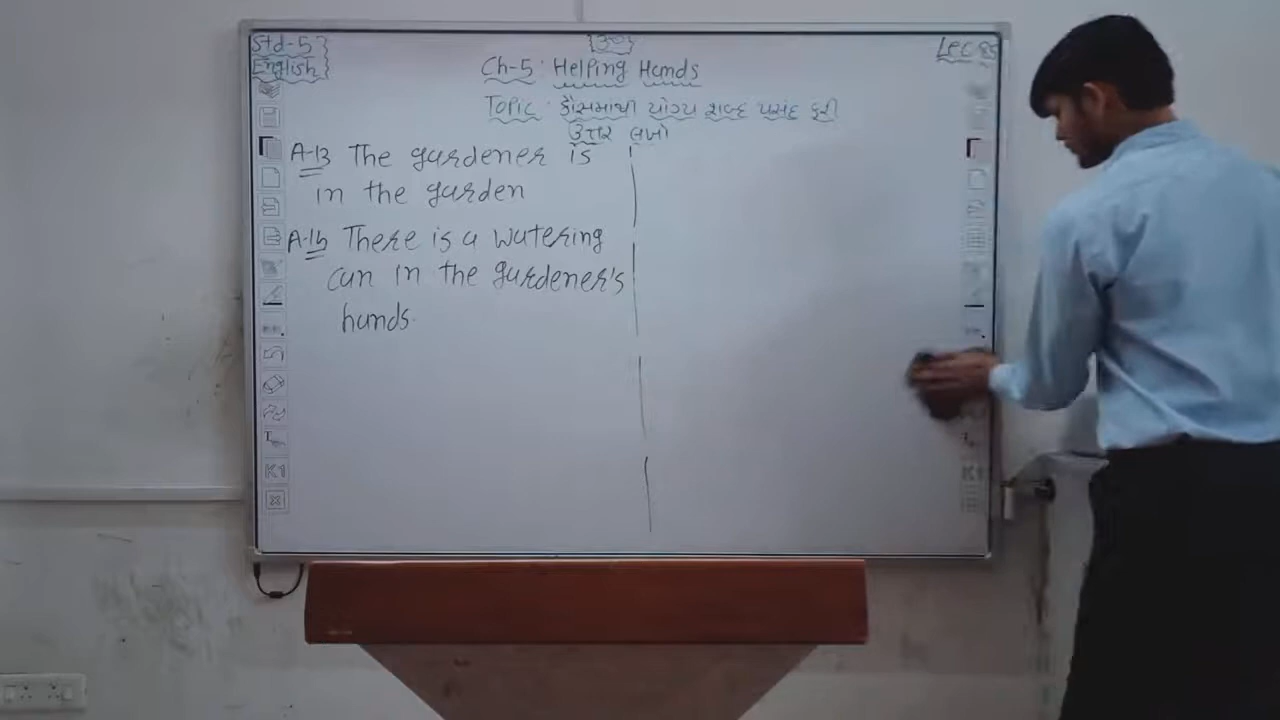 Std-5
English
ૐ
Lec 85
Ch-5: Helping Hands
Topic: કૌંસમાંથી યોગ્ય શબ્દ પસંદ કરી
ઉત્તર લખો
A-13 The gardener is
in the garden
A-14 There is a watering
can in the gardener's
hands.